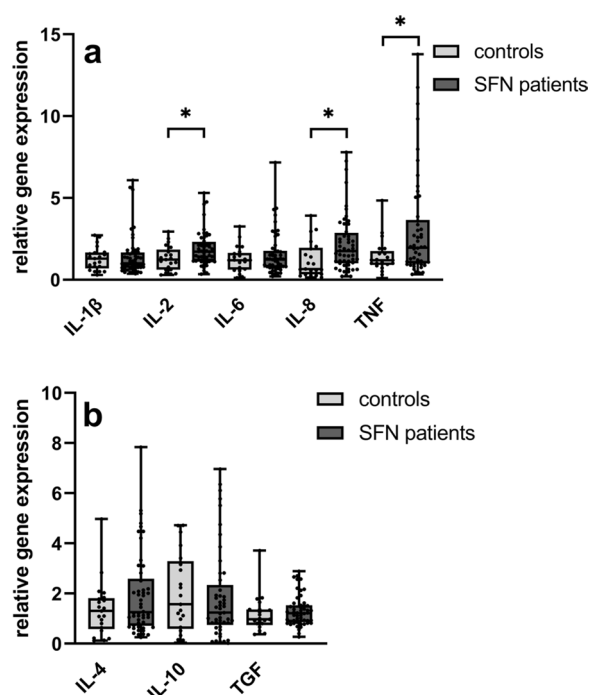 a
relative gene expression
15
10
5
0
* * *
controls
SFN patients
IL-1β IL-2 IL-6 IL-8 TNF
b
relative gene expression
10
8
6
4
2
0
controls
SFN patients
IL-4 IL-10 TGF